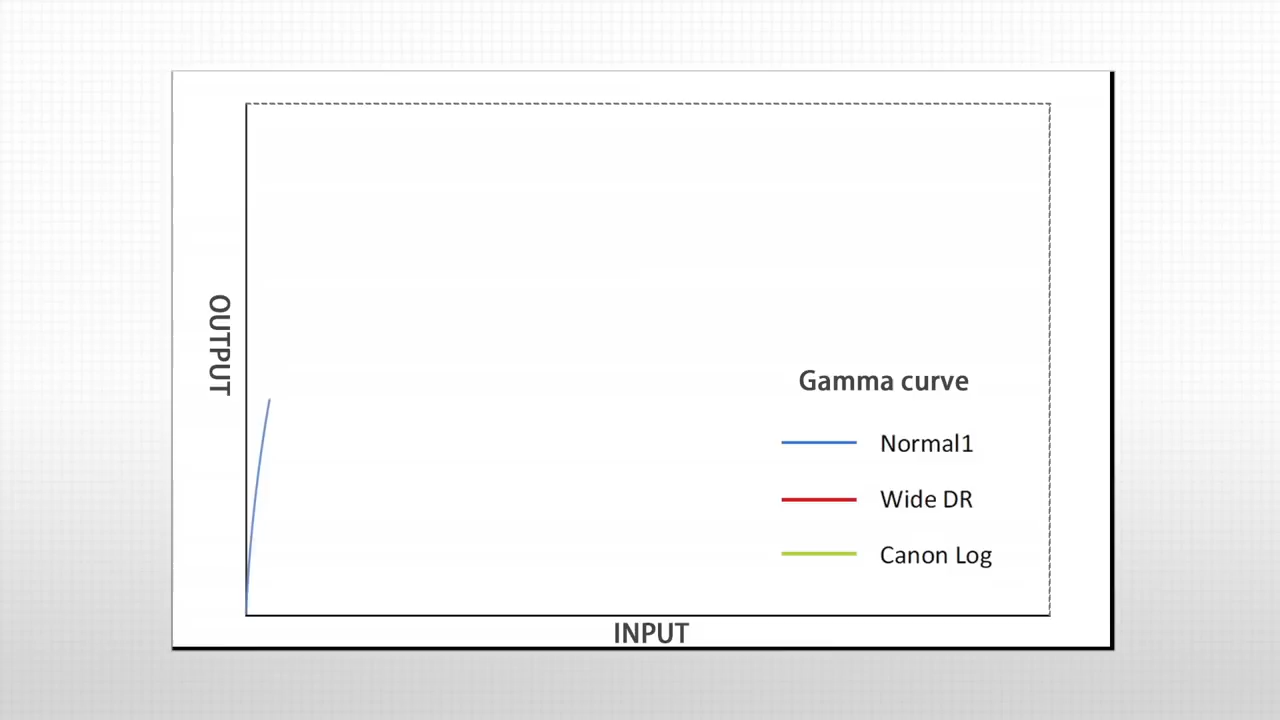 OUTPUT
Gamma curve
Normal1
Wide DR
Canon Log
INPUT